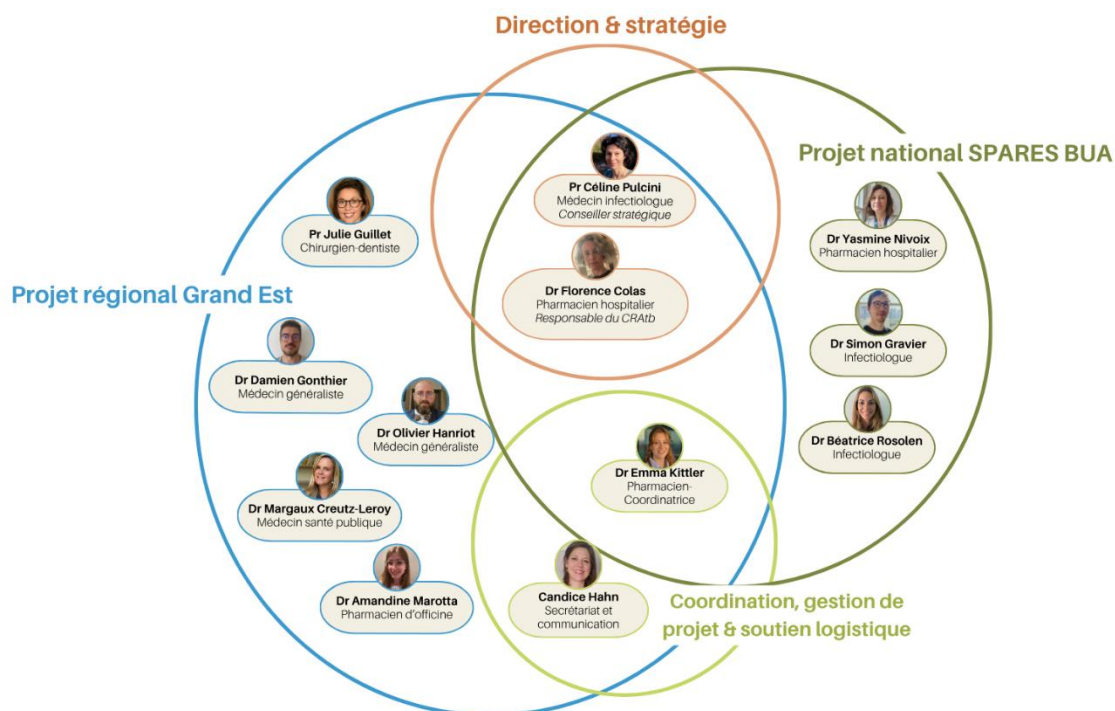 Direction & stratégie
Projet national SPARES BUA
Pr Céline Pulcini
Médecin infectiologue
Conseiller stratégique
Pr Julie Guillet
Chirurgien-dentiste
Dr Yasmine Nivoix
Pharmacien hospitalier
Projet régional Grand Est
Dr Florence Colas
Pharmacien hospitalier
Responsable du CRAtb
Dr Simon Gravier
Infectiologue
Dr Damien Gonthier
Médecin généraliste
Dr Olivier Hanriot
Médecin généraliste
Dr Béatrice Rosolen
Infectiologue
Dr Emma Kittler
Pharmacien-
Coordinatrice
Dr Margaux Creutz-Leroy
Médecin santé publique
Dr Amandine Marotta
Pharmacien d'officine
Candice Hahn
Secrétariat et
communication
Coordination, gestion de
projet & soutien logistique